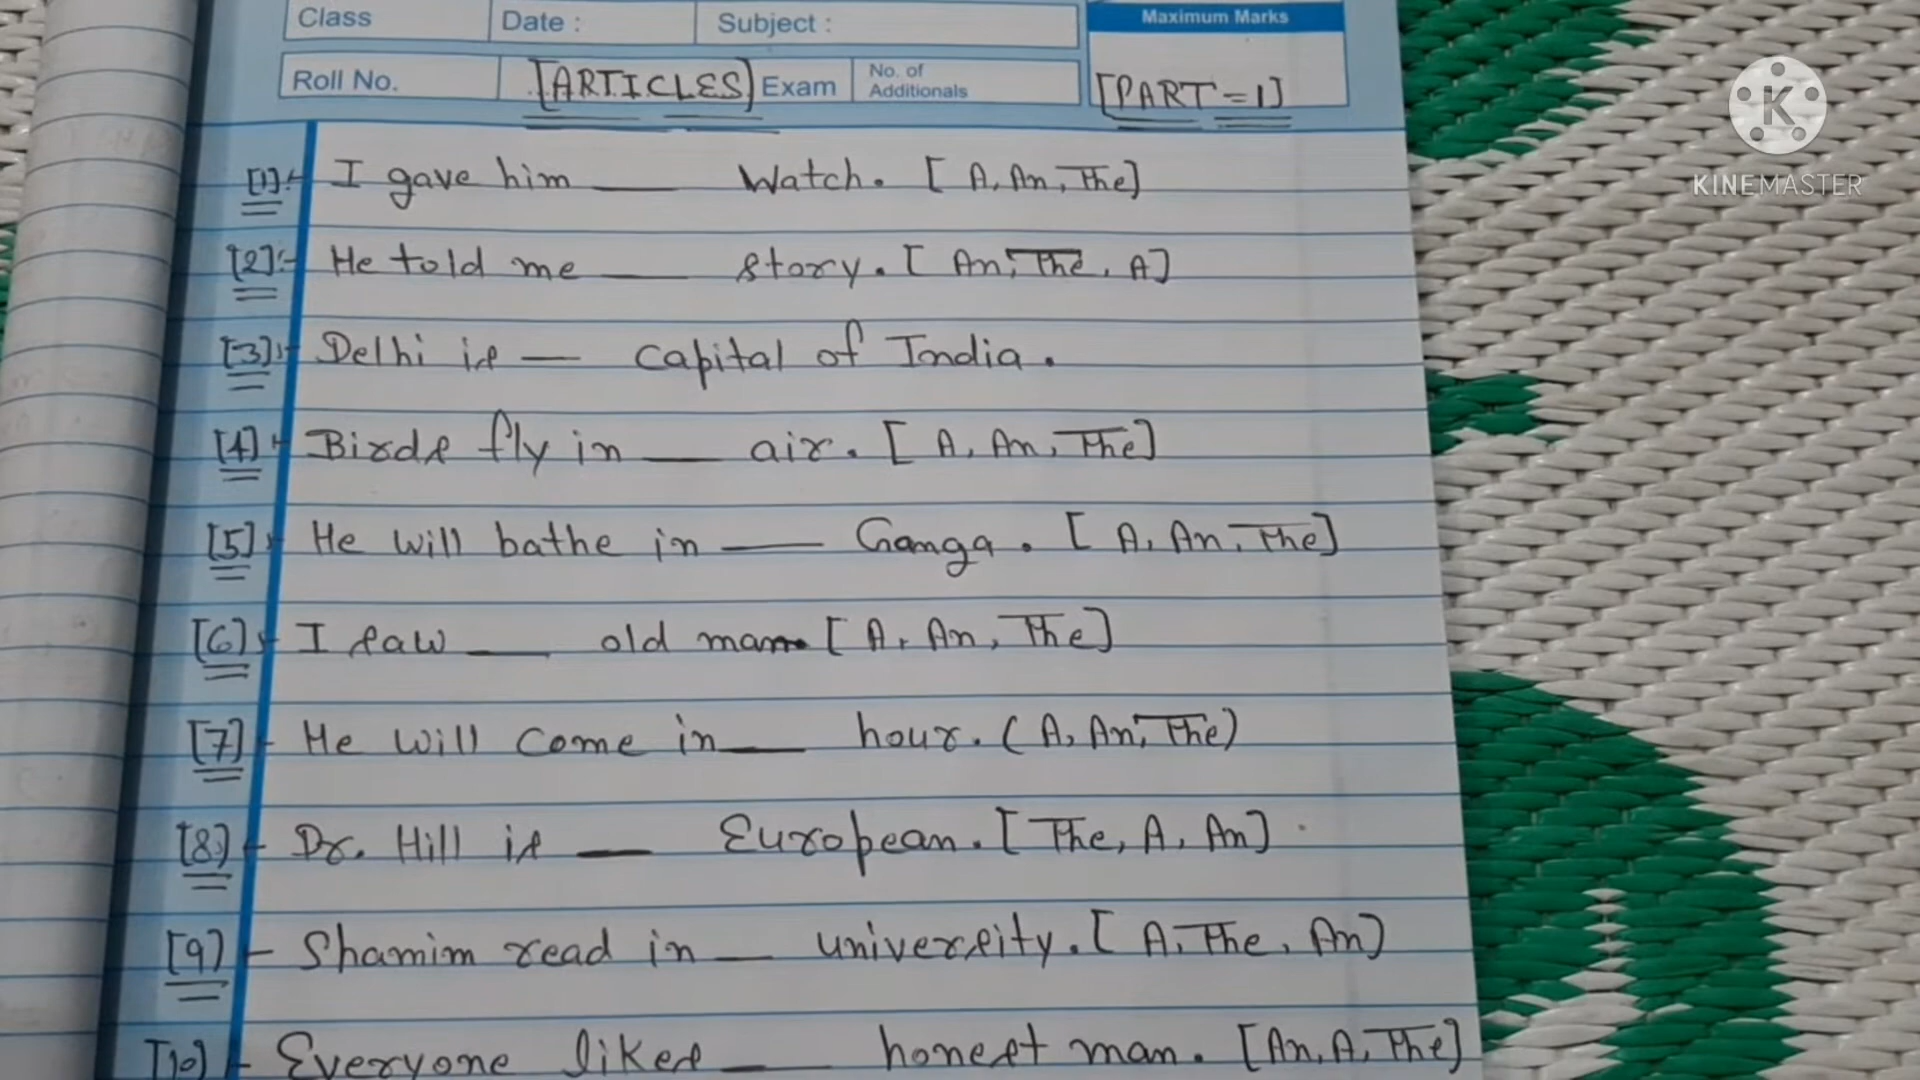 Class Date : Subject : Maximum Marks
Roll No. [ARTICLES] Exam No. of Additionals [PART-1]
[1]:- I gave him ___ Watch. [A, An, The]
[2]:- He told me ___ story. [An, The, A]
[3]:- Delhi is ___ capital of India.
[4]:- Birds fly in ___ air. [A, An, The]
[5]:- He will bathe in ___ Ganga. [A, An, The]
[6]:- I saw ___ old man [A, An, The]
[7]- He will come in ___ hour. (A, An, The)
[8]- Dr. Hill is ___ European. [The, A, An]
[9]- Shamim read in ___ university. [A, The, An]
[10]- Everyone likes ___ honest man. [An, A, The]
K
KINEMASTER